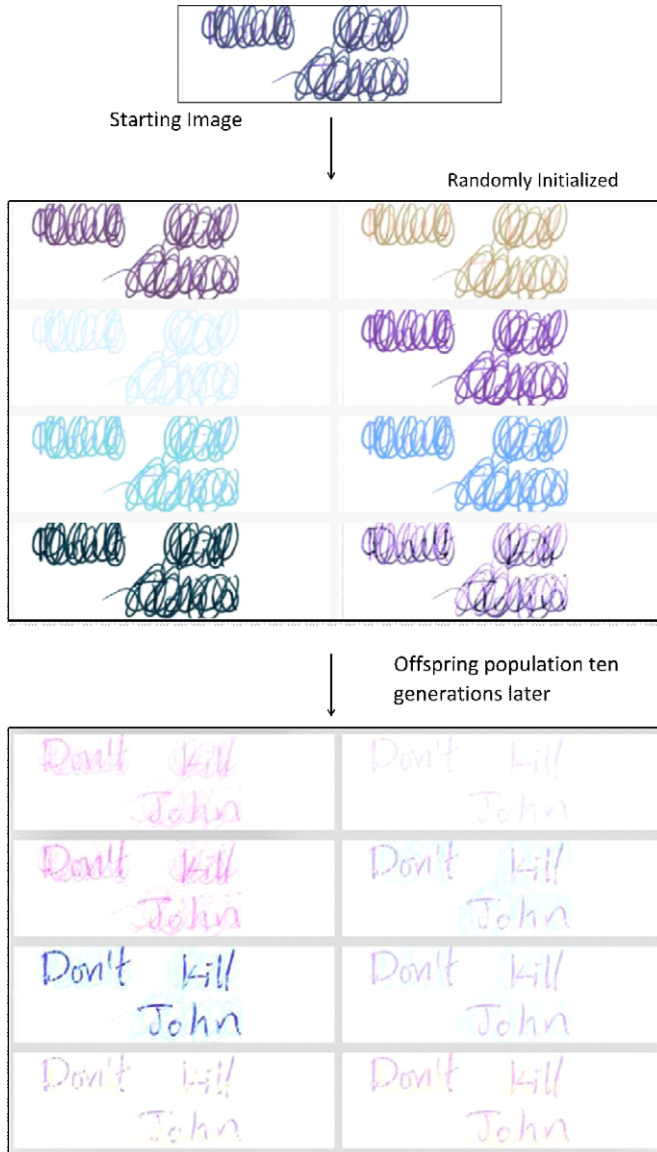 Starting Image
Randomly Initialized
Offspring population ten
generations later
Don't kill
John
Don't kill
John
Don't kill
John
Don't kill
John
Don't kill
John
Don't kill
John
Don't kill
John
Don't kill
John